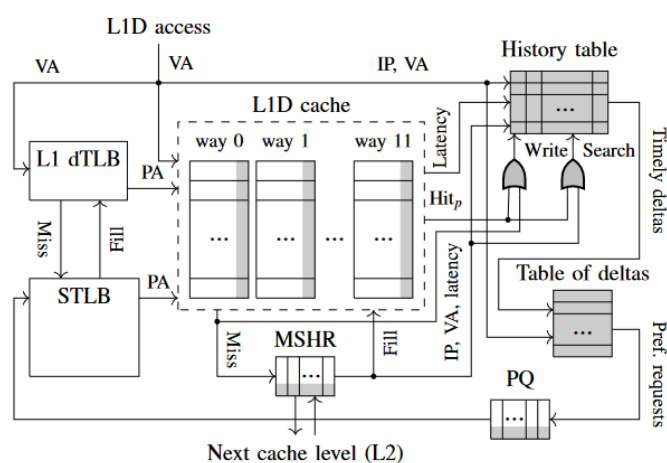 L1D access
VA
VA
IP, VA
History table
L1D cache
way 0
way 1
way 11
...
Latency
Write
Search
L1 dTLB
PA
Hitp
Timely deltas
Miss
Fill
...
...
...
...
IP, VA, latency
STLB
PA
Table of deltas
...
Miss
MSHR
Fill
...
PQ
...
Pref. requests
Next cache level (L2)